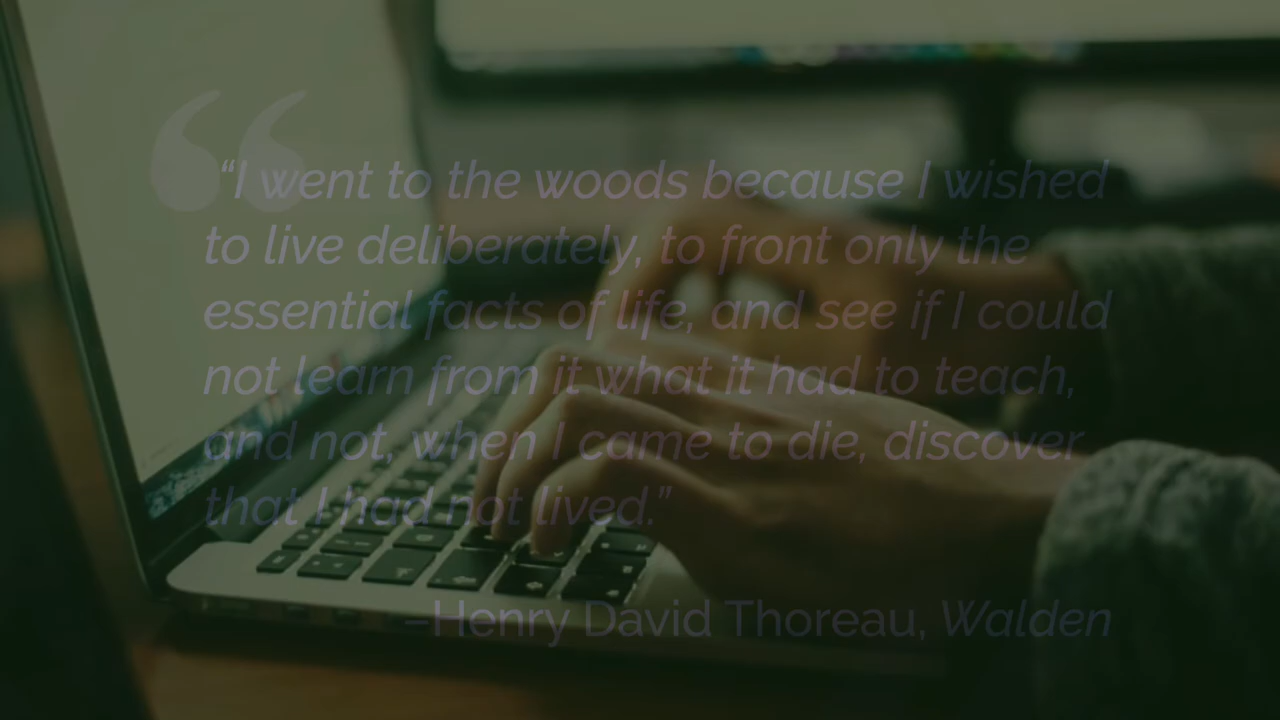 “I went to the woods because I wished
to live deliberately, to front only the
essential facts of life, and see if I could
not learn from it what it had to teach,
and not, when I came to die, discover
that I had not lived.”
–Henry David Thoreau, Walden